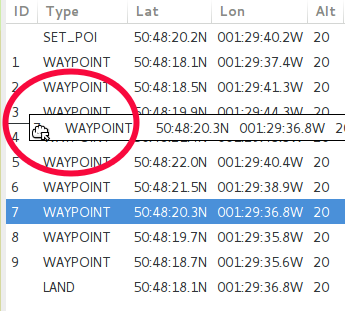 ID Type Lat Lon Alt
SET_POI 50:48:20.2N 001:29:40.2W 20
1 WAYPOINT 50:48:18.1N 001:29:37.4W 20
2 WAYPOINT 50:48:18.5N 001:29:41.3W 20
3 WAYPOINT 50:48:19.9N 001:29:44.3W 20
WAYPOINT 50:48:20.3N 001:29:36.8W 20
4
5 WAYPOINT 50:48:22.0N 001:29:40.4W 20
6 WAYPOINT 50:48:21.5N 001:29:38.9W 20
7 WAYPOINT 50:48:20.3N 001:29:36.8W 20
8 WAYPOINT 50:48:19.7N 001:29:35.8W 20
9 WAYPOINT 50:48:18.7N 001:29:35.6W 20
LAND 50:48:18.1N 001:29:36.8W 20